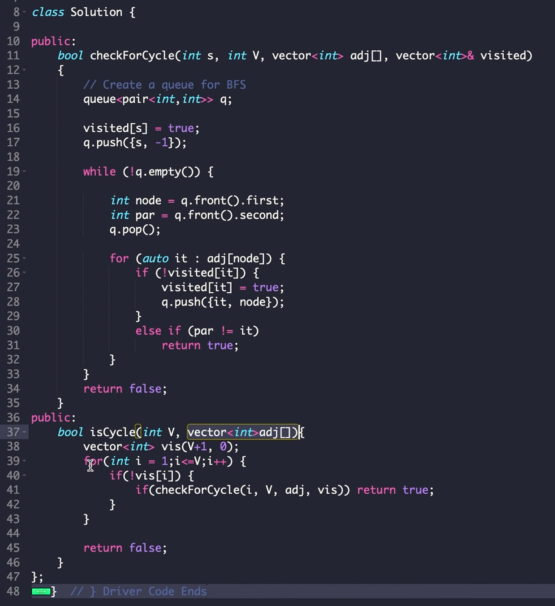 8 class Solution {
9
10 public:
11 bool checkForCycle(int s, int V, vector<int> adj[], vector<int>& visited)
12 {
13 // Create a queue for BFS
14 queue<pair<int,int>> q;
15
16 visited[s] = true;
17 q.push({s, -1});
18
19 while (!q.empty()) {
20
21 int node = q.front().first;
22 int par = q.front().second;
23 q.pop();
24
25 for (auto it : adj[node]) {
26 if (!visited[it]) {
27 visited[it] = true;
28 q.push({it, node});
29 }
30 else if (par != it)
31 return true;
32 }
33 }
34 return false;
35 }
36 public:
37 bool isCycle(int V, vector<int>adj[]){
38 vector<int> vis(V+1, 0);
39 for(int i = 1;i<=V;i++) {
40 if(!vis[i]) {
41 if(checkForCycle(i, V, adj, vis)) return true;
42 }
43 }
44
45 return false;
46 }
47 };
48 } // } Driver Code Ends